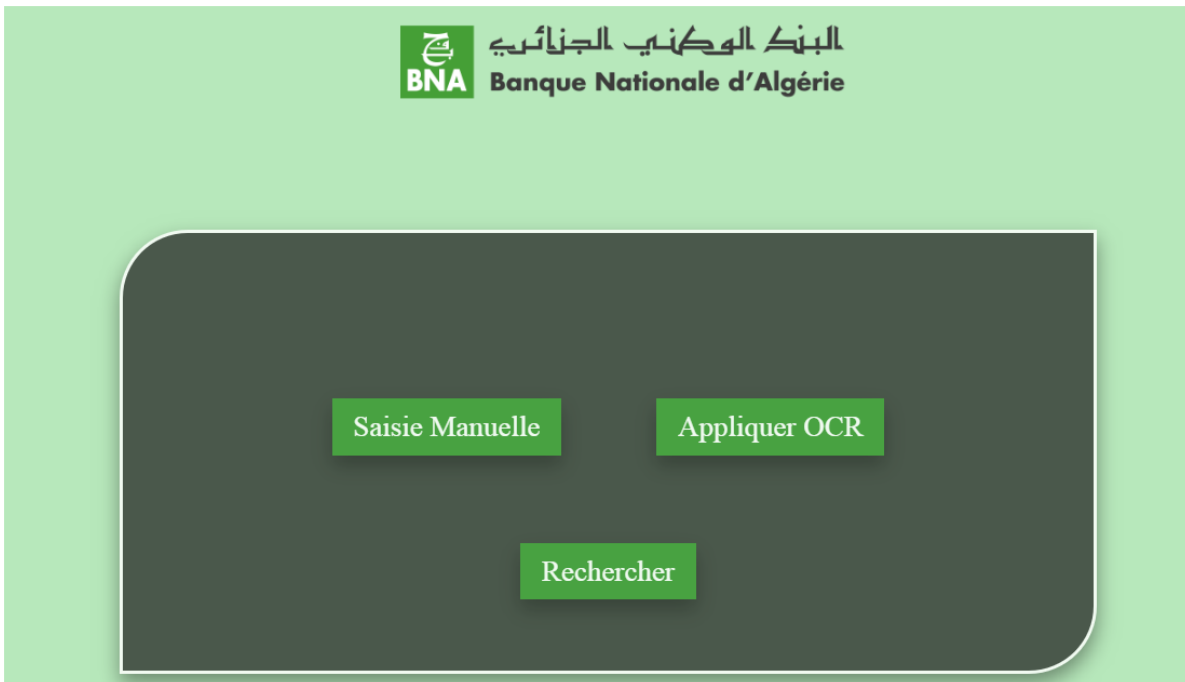 البنك الوطني الجزائري
BNA
Banque Nationale d'Algérie
Saisie Manuelle
Appliquer OCR
Rechercher